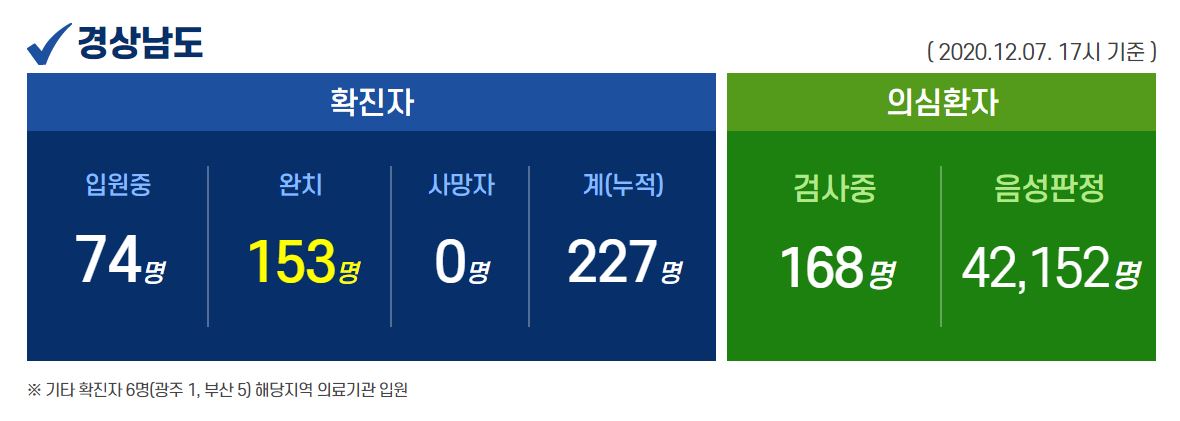 경상남도
( 2020.12.07. 17시 기준 )
확진자
입원중 완치 사망자 계(누적)
74명 153명 0명 227명
의심환자
검사중 음성판정
168명 42,152명
※ 기타 확진자 6명(광주 1, 부산 5) 해당지역 의료기관 입원